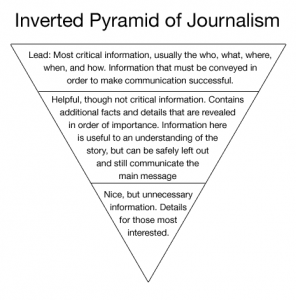 Inverted Pyramid of Journalism
Lead: Most critical information, usually the who, what, where,
when, and how. Information that must be conveyed in
order to make communication successful.
Helpful, though not critical information. Contains
additional facts and details that are revealed
in order of importance. Information here
is useful to an understanding of the
story, but can be safely left out
and still communicate the
main message
Nice, but unnecessary
information. Details
for those most
interested.